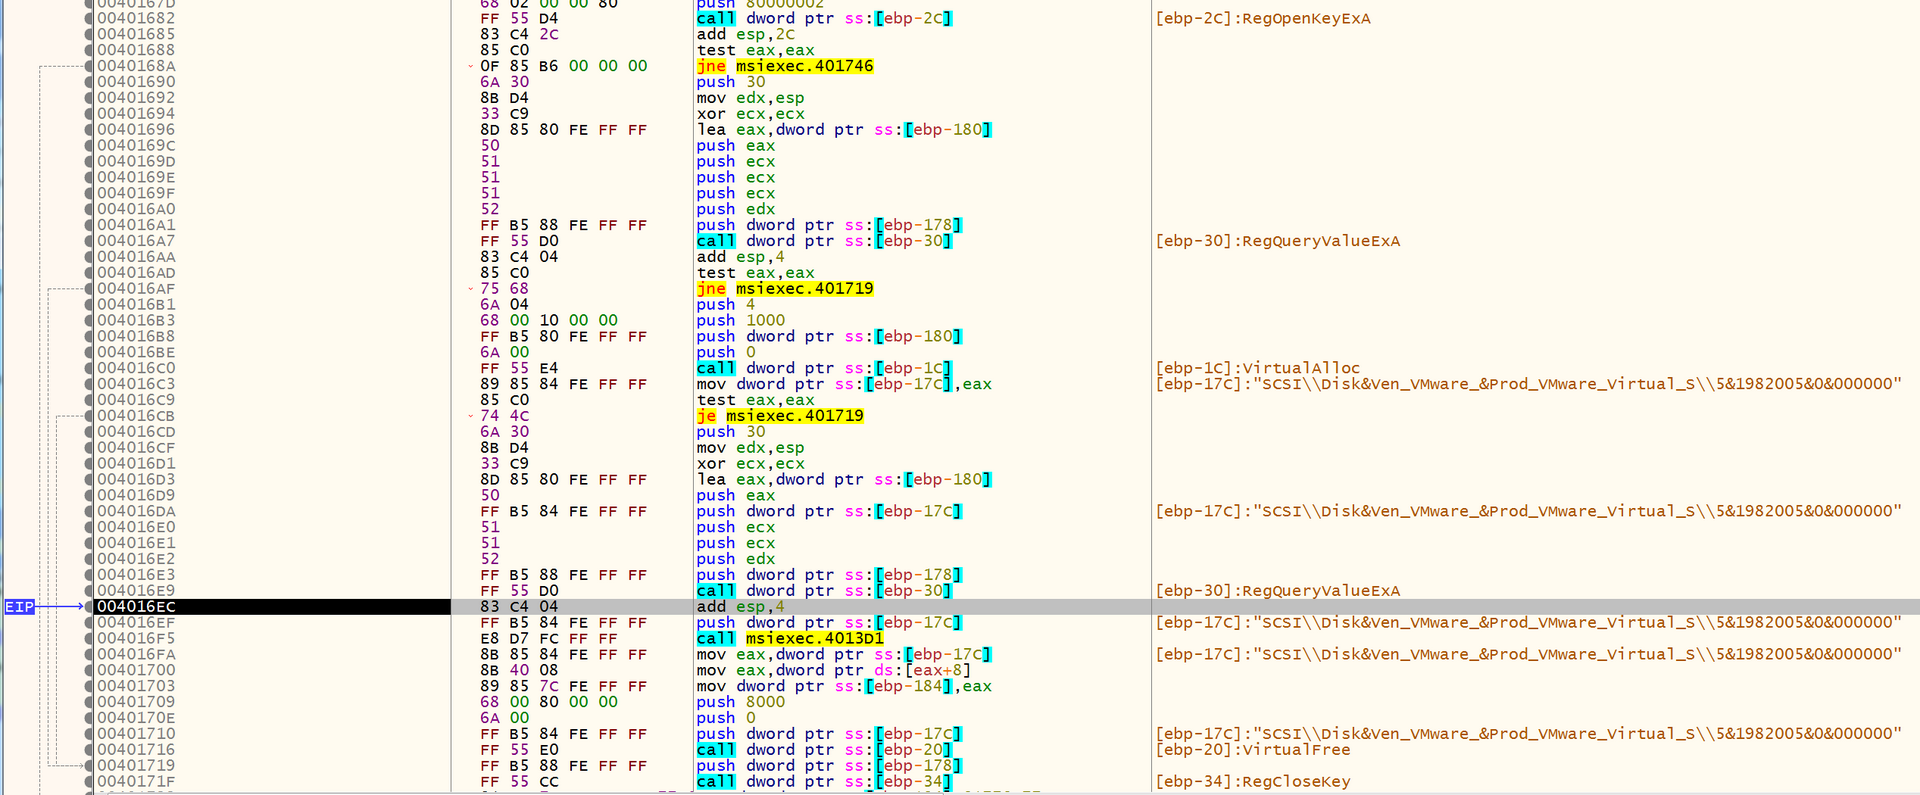 0040167D 68 02 00 00 80 push 80000002
00401682 FF 55 D4 call dword ptr ss:[ebp-2C] [ebp-2C]:RegOpenKeyExA
00401685 83 C4 2C add esp,2C
00401688 85 C0 test eax,eax
0040168A 0F 85 B6 00 00 00 jne msiexec.401746
00401690 6A 30 push 30
00401692 8B D4 mov edx,esp
00401694 33 C9 xor ecx,ecx
00401696 8D 85 80 FE FF FF lea eax,dword ptr ss:[ebp-180]
0040169C 50 push eax
0040169D 51 push ecx
0040169E 51 push ecx
0040169F 51 push ecx
004016A0 52 push edx
004016A1 FF B5 88 FE FF FF push dword ptr ss:[ebp-178]
004016A7 FF 55 D0 call dword ptr ss:[ebp-30] [ebp-30]:RegQueryValueExA
004016AA 83 C4 04 add esp,4
004016AD 85 C0 test eax,eax
004016AF 75 68 jne msiexec.401719
004016B1 6A 04 push 4
004016B3 68 00 10 00 00 push 1000
004016B8 FF B5 80 FE FF FF push dword ptr ss:[ebp-180]
004016BE 6A 00 push 0
004016C0 FF 55 E4 call dword ptr ss:[ebp-1C] [ebp-1C]:VirtualAlloc
004016C3 89 85 84 FE FF FF mov dword ptr ss:[ebp-17C],eax [ebp-17C]:"SCSI\\Disk&Ven_VMware_&Prod_VMware_Virtual_S\\5&1982005&0&000000"
004016C9 85 C0 test eax,eax
004016CB 74 4C je msiexec.401719
004016CD 6A 30 push 30
004016CF 8B D4 mov edx,esp
004016D1 33 C9 xor ecx,ecx
004016D3 8D 85 80 FE FF FF lea eax,dword ptr ss:[ebp-180]
004016D9 50 push eax
004016DA FF B5 84 FE FF FF push dword ptr ss:[ebp-17C] [ebp-17C]:"SCSI\\Disk&Ven_VMware_&Prod_VMware_Virtual_S\\5&1982005&0&000000"
004016E0 51 push ecx
004016E1 51 push ecx
004016E2 52 push edx
004016E3 FF B5 88 FE FF FF push dword ptr ss:[ebp-178]
004016E9 FF 55 D0 call dword ptr ss:[ebp-30] [ebp-30]:RegQueryValueExA
EIP 004016EC 83 C4 04 add esp,4
004016EF FF B5 84 FE FF FF push dword ptr ss:[ebp-17C] [ebp-17C]:"SCSI\\Disk&Ven_VMware_&Prod_VMware_Virtual_S\\5&1982005&0&000000"
004016F5 E8 D7 FC FF FF call msiexec.4013D1
004016FA 8B 85 84 FE FF FF mov eax,dword ptr ss:[ebp-17C] [ebp-17C]:"SCSI\\Disk&Ven_VMware_&Prod_VMware_Virtual_S\\5&1982005&0&000000"
00401700 8B 40 08 mov eax,dword ptr ds:[eax+8]
00401703 89 85 7C FE FF FF mov dword ptr ss:[ebp-184],eax
00401709 68 00 80 00 00 push 8000
0040170E 6A 00 push 0
00401710 FF B5 84 FE FF FF push dword ptr ss:[ebp-17C] [ebp-17C]:"SCSI\\Disk&Ven_VMware_&Prod_VMware_Virtual_S\\5&1982005&0&000000"
00401716 FF 55 E0 call dword ptr ss:[ebp-20] [ebp-20]:VirtualFree
00401719 FF B5 88 FE FF FF push dword ptr ss:[ebp-178]
0040171F FF 55 CC call dword ptr ss:[ebp-34] [ebp-34]:RegCloseKey